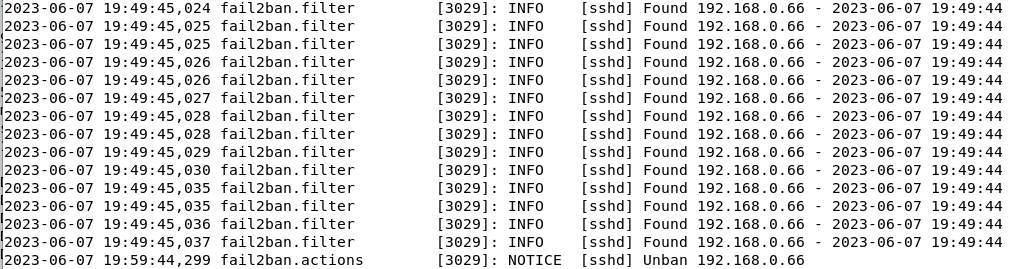 2023-06-07 19:49:45,024 fail2ban.filter         [3029]: INFO    [sshd] Found 192.168.0.66 - 2023-06-07 19:49:44
2023-06-07 19:49:45,025 fail2ban.filter         [3029]: INFO    [sshd] Found 192.168.0.66 - 2023-06-07 19:49:44
2023-06-07 19:49:45,025 fail2ban.filter         [3029]: INFO    [sshd] Found 192.168.0.66 - 2023-06-07 19:49:44
2023-06-07 19:49:45,026 fail2ban.filter         [3029]: INFO    [sshd] Found 192.168.0.66 - 2023-06-07 19:49:44
2023-06-07 19:49:45,026 fail2ban.filter         [3029]: INFO    [sshd] Found 192.168.0.66 - 2023-06-07 19:49:44
2023-06-07 19:49:45,027 fail2ban.filter         [3029]: INFO    [sshd] Found 192.168.0.66 - 2023-06-07 19:49:44
2023-06-07 19:49:45,028 fail2ban.filter         [3029]: INFO    [sshd] Found 192.168.0.66 - 2023-06-07 19:49:44
2023-06-07 19:49:45,028 fail2ban.filter         [3029]: INFO    [sshd] Found 192.168.0.66 - 2023-06-07 19:49:44
2023-06-07 19:49:45,029 fail2ban.filter         [3029]: INFO    [sshd] Found 192.168.0.66 - 2023-06-07 19:49:44
2023-06-07 19:49:45,030 fail2ban.filter         [3029]: INFO    [sshd] Found 192.168.0.66 - 2023-06-07 19:49:44
2023-06-07 19:49:45,035 fail2ban.filter         [3029]: INFO    [sshd] Found 192.168.0.66 - 2023-06-07 19:49:44
2023-06-07 19:49:45,035 fail2ban.filter         [3029]: INFO    [sshd] Found 192.168.0.66 - 2023-06-07 19:49:44
2023-06-07 19:49:45,036 fail2ban.filter         [3029]: INFO    [sshd] Found 192.168.0.66 - 2023-06-07 19:49:44
2023-06-07 19:49:45,037 fail2ban.filter         [3029]: INFO    [sshd] Found 192.168.0.66 - 2023-06-07 19:49:44
2023-06-07 19:59:44,299 fail2ban.actions        [3029]: NOTICE  [sshd] Unban 192.168.0.66